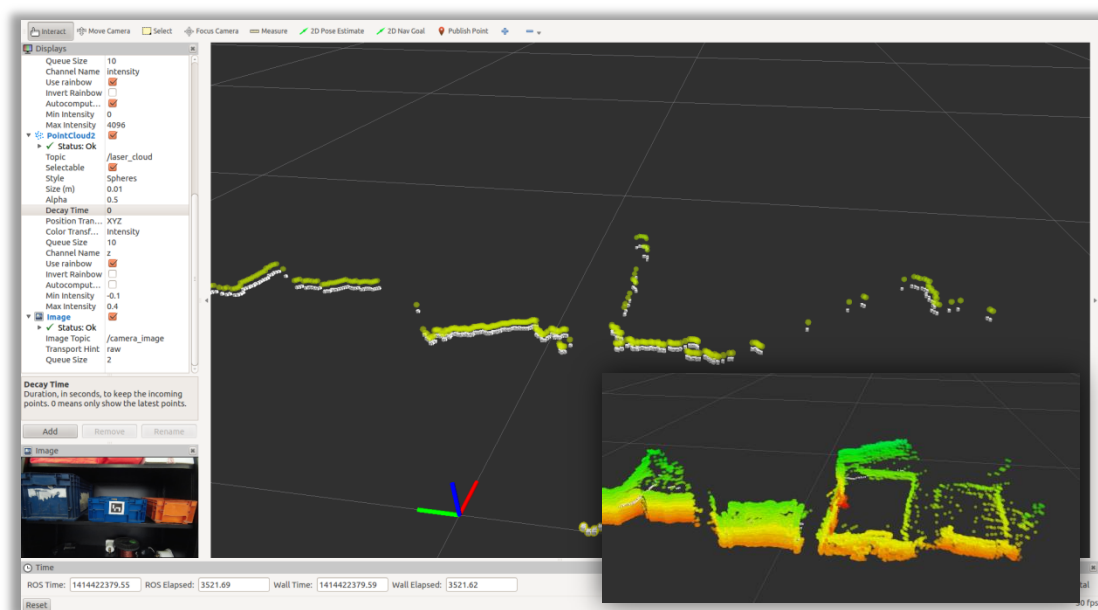 Interact Move Camera Select Focus Camera Measure 2D Pose Estimate 2D Nav Goal Publish Point
Displays
Queue Size 10
Channel Name intensity
Use rainbow
Invert Rainbow
Autocomput...
Min Intensity 0
Max Intensity 4096
PointCloud2
Status: Ok
Topic /laser_cloud
Selectable
Style Spheres
Size (m) 0.01
Alpha 0.5
Decay Time 0
Position Tran... XYZ
Color Transf... Intensity
Queue Size 10
Channel Name z
Use rainbow
Invert Rainbow
Autocomput...
Min Intensity -0.1
Max Intensity 0.4
Image
Status: Ok
Image Topic /camera_image
Transport Hint raw
Queue Size 2
Decay Time
Duration, in seconds, to keep the incoming
points. 0 means only show the latest points.
Add Remove Rename
Image
Time
ROS Time: 1414422379.55 ROS Elapsed: 3521.69 Wall Time: 1414422379.59 Wall Elapsed: 3521.62
Reset